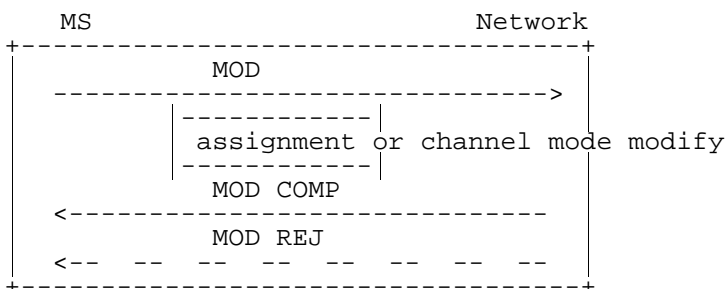 MS Network
MOD
assignment or channel mode modify
MOD COMP
MOD REJ